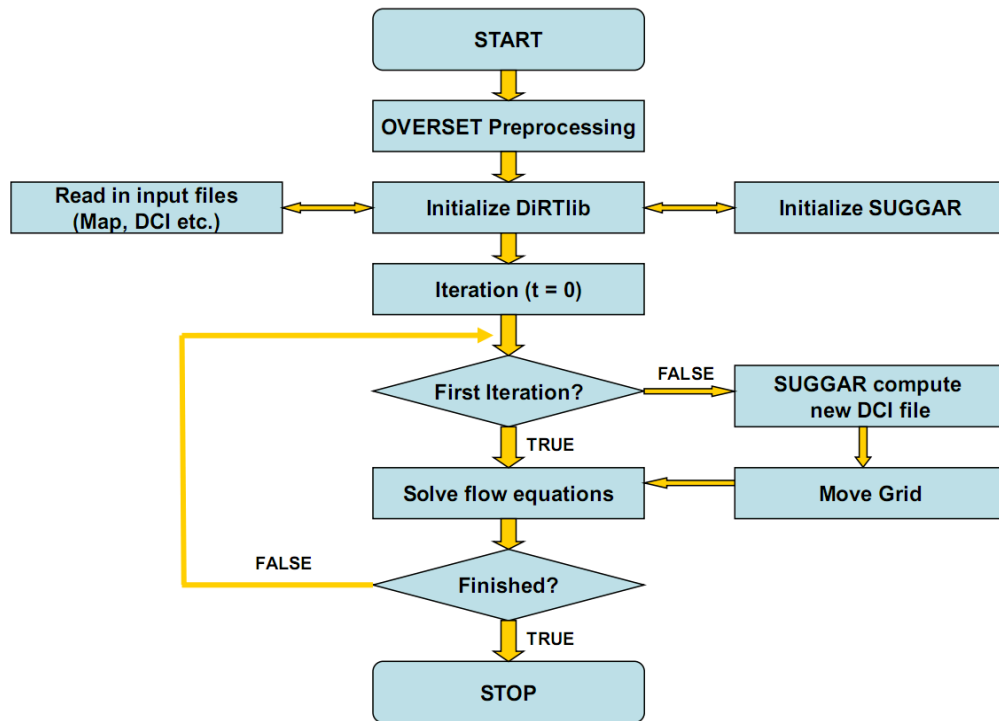 START
OVERSET Preprocessing
Read in input files
(Map, DCI etc.)
Initialize DiRTlib
Initialize SUGGAR
Iteration (t = 0)
First Iteration?
FALSE
SUGGAR compute
new DCI file
TRUE
Solve flow equations
Move Grid
FALSE
Finished?
TRUE
STOP